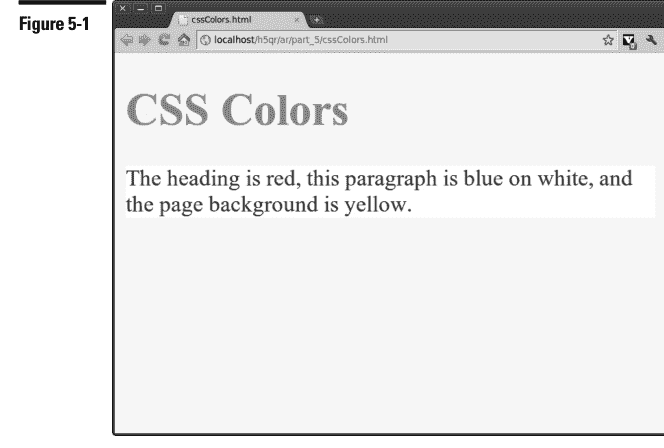 Figure 5-1
cssColors.html
localhost/h5qr/ar/part_5/cssColors.html
CSS Colors
The heading is red, this paragraph is blue on white, and
the page background is yellow.